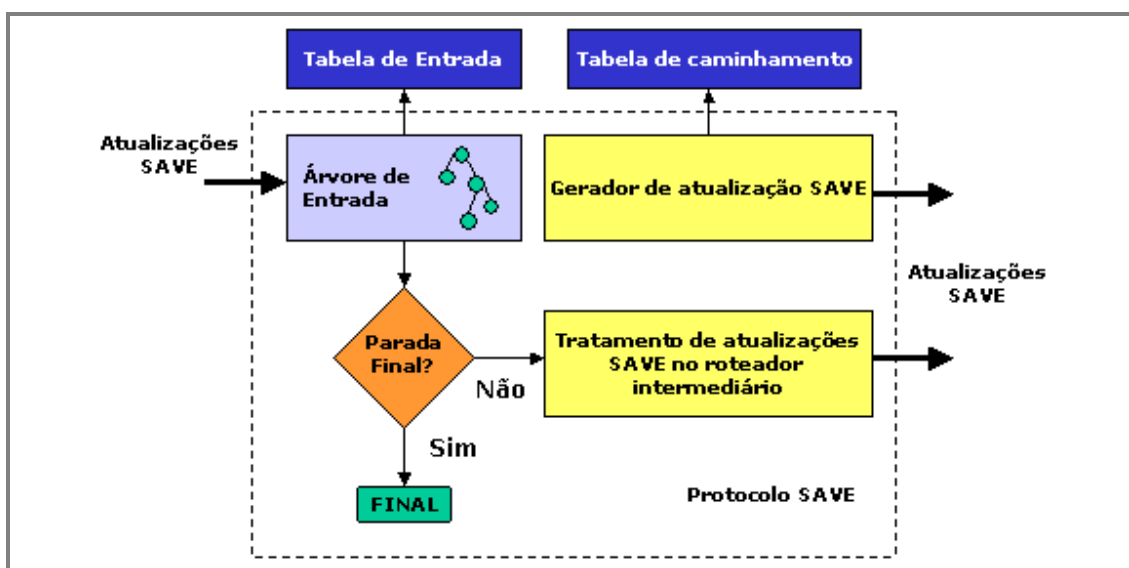 Tabela de Entrada
Tabela de caminhamento
Atualizações
SAVE
Árvore de
Entrada
Gerador de atualização SAVE
Atualizações
SAVE
Parada
Final?
Não
Tratamento de atualizações
SAVE no roteador
intermediário
Sim
FINAL
Protocolo SAVE